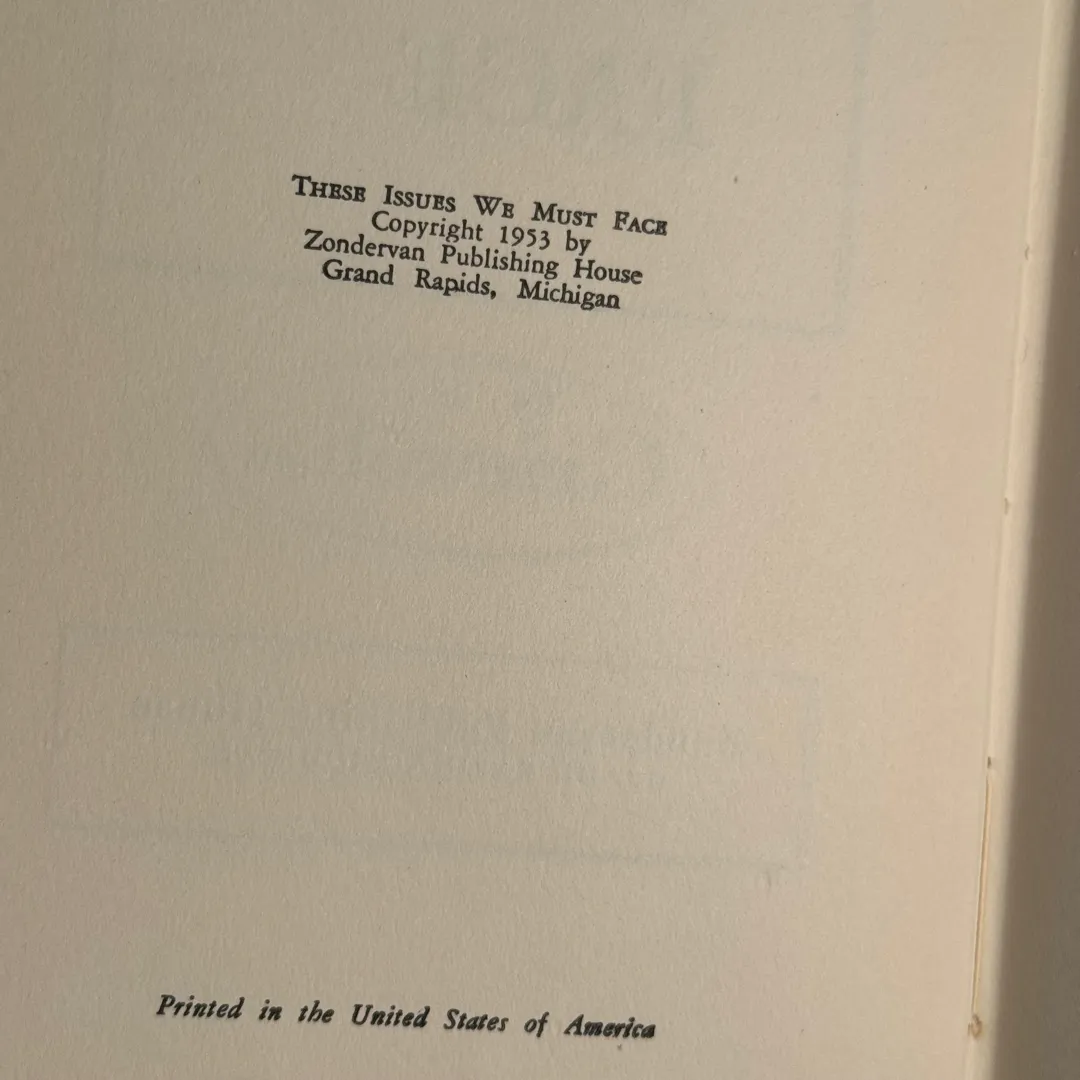 THESE ISSUES WE MUST FACE
Copyright 1953 by
Zondervan Publishing House
Grand Rapids, Michigan
Printed in the United States of America